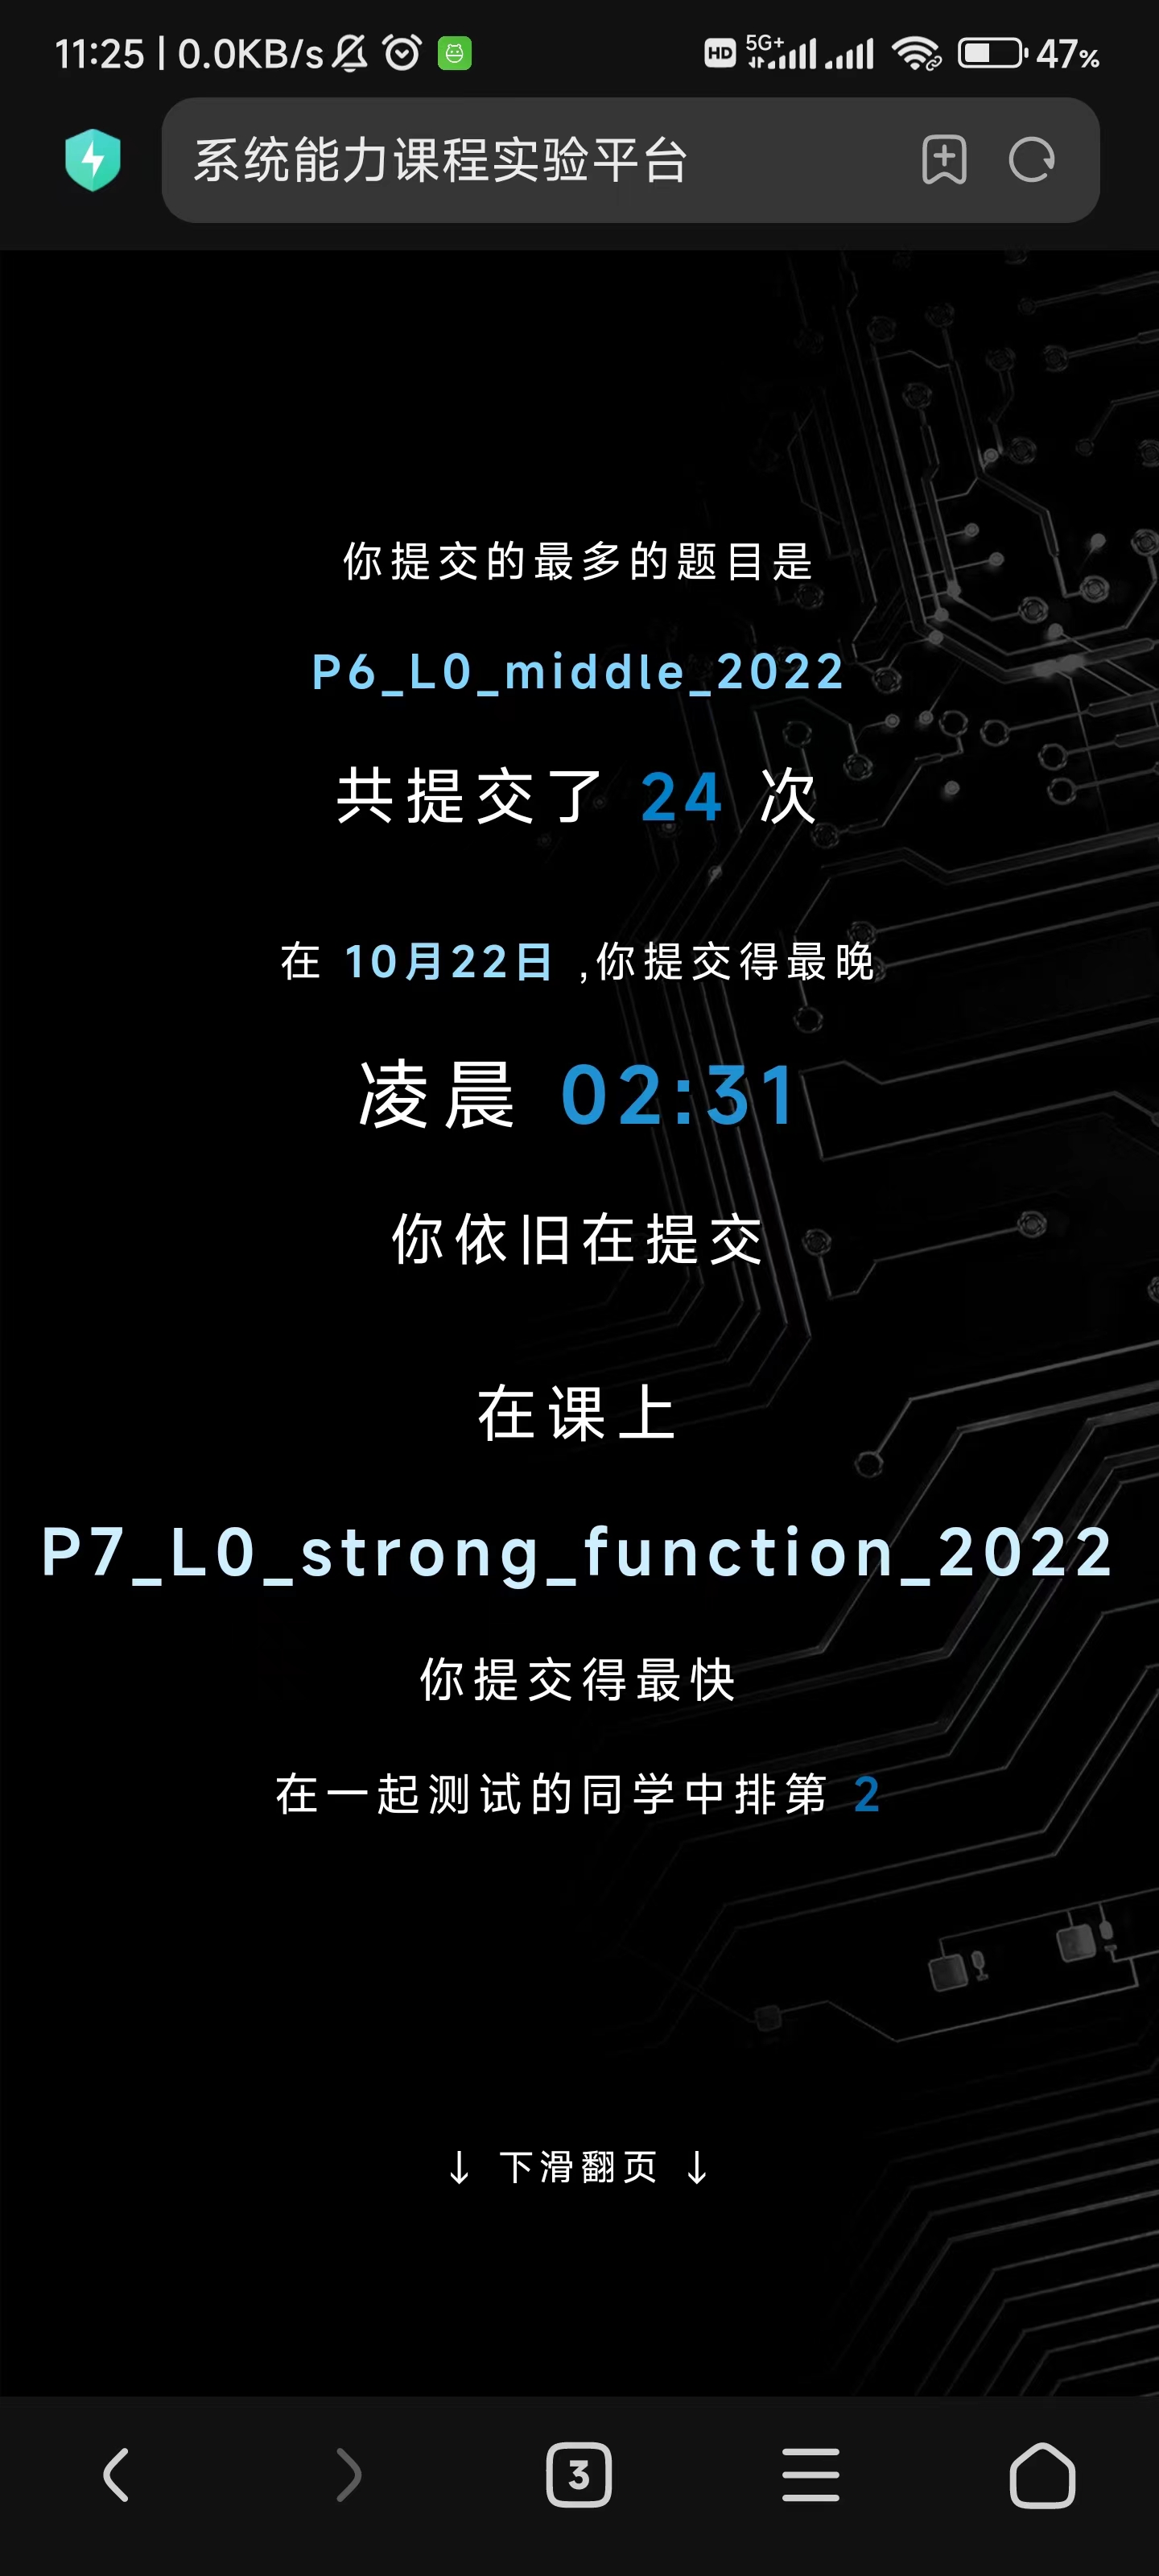 11:25 | 0.0KB/s HD 5G+ 47%
系统能力课程实验平台
你提交的最多的题目是
P6_L0_middle_2022
共提交了 24 次
在 10月22日 ,你提交得最晚
凌晨 02:31
你依旧在提交
在课上
P7_L0_strong_function_2022
你提交得最快
在一起测试的同学中排第 2
↓ 下滑翻页 ↓
3